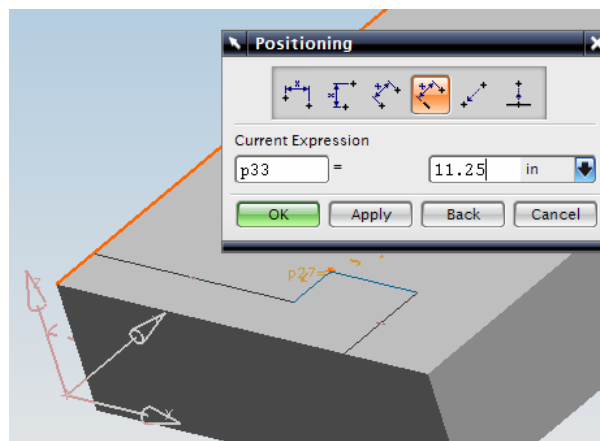 Positioning
Current Expression
p33 = 11.25 in
OK Apply Back Cancel
p27=
Z
X